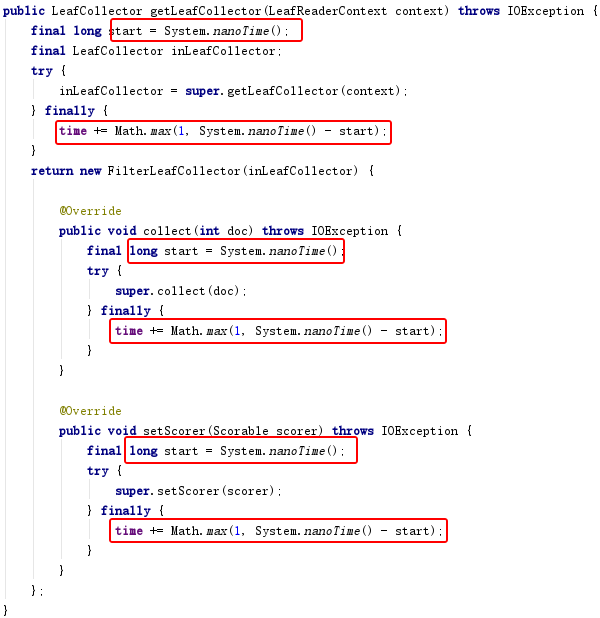 public LeafCollector getLeafCollector(LeafReaderContext context) throws IOException {
final long start = System.nanoTime();
final LeafCollector inLeafCollector;
try {
inLeafCollector = super.getLeafCollector(context);
} finally {
time += Math.max(1, System.nanoTime() - start);
}
return new FilterLeafCollector(inLeafCollector) {
@Override
public void collect(int doc) throws IOException {
final long start = System.nanoTime();
try {
super.collect(doc);
} finally {
time += Math.max(1, System.nanoTime() - start);
}
}
@Override
public void setScorer(Scorable scorer) throws IOException {
final long start = System.nanoTime();
try {
super.setScorer(scorer);
} finally {
time += Math.max(1, System.nanoTime() - start);
}
}
};
}